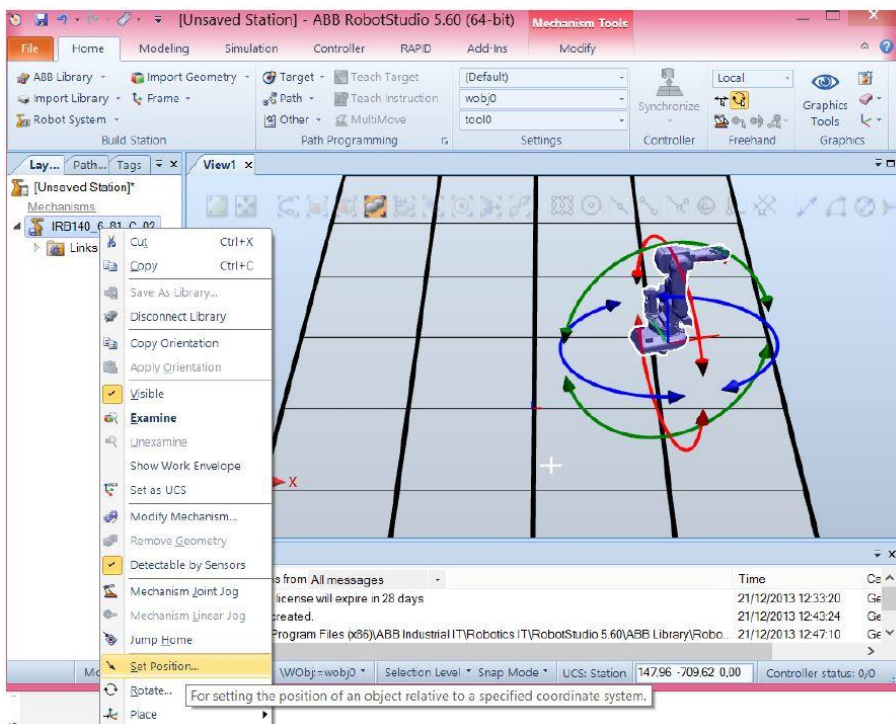 [Unsaved Station] - ABB RobotStudio 5.60 (64-bit)
Mechanism Tools
File Home Modeling Simulation Controller RAPID Add-Ins Modify
ABB Library Import Geometry Target Teach Target (Default) Local
Import Library Frame Path Teach Instruction wobj0 Synchronize Graphics Tools
Robot System Other MultiMove tool0
Build Station Path Programming Settings Controller Freehand Graphics
Lay... Path... Tags View1
[Unsaved Station]*
Mechanisms
IRB140_6_81_C_02
Links
Cut Ctrl+X
Copy Ctrl+C
Save As Library...
Disconnect Library
Copy Orientation
Apply Orientation
Visible
Examine
Unexamine
Show Work Envelope
Set as UCS
X
Modify Mechanism...
Remove Geometry
Detectable by Sensors
Mechanism Joint Jog
Mechanism Linear Jog
Jump Home
Set Position...
Rotate...
Place
s from All messages Time Ca
license will expire in 28 days 21/12/2013 12:33:20 Ge
created. 21/12/2013 12:43:24 Ge
Program Files (x86)\ABB Industrial IT\Robotics IT\RobotStudio 5.60\ABB Library\Robo... 21/12/2013 12:47:10 Ge
\WObj:=wobj0 Selection Level Snap Mode UCS: Station 147,96 -709,62 0,00 Controller status: 0/0
For setting the position of an object relative to a specified coordinate system.